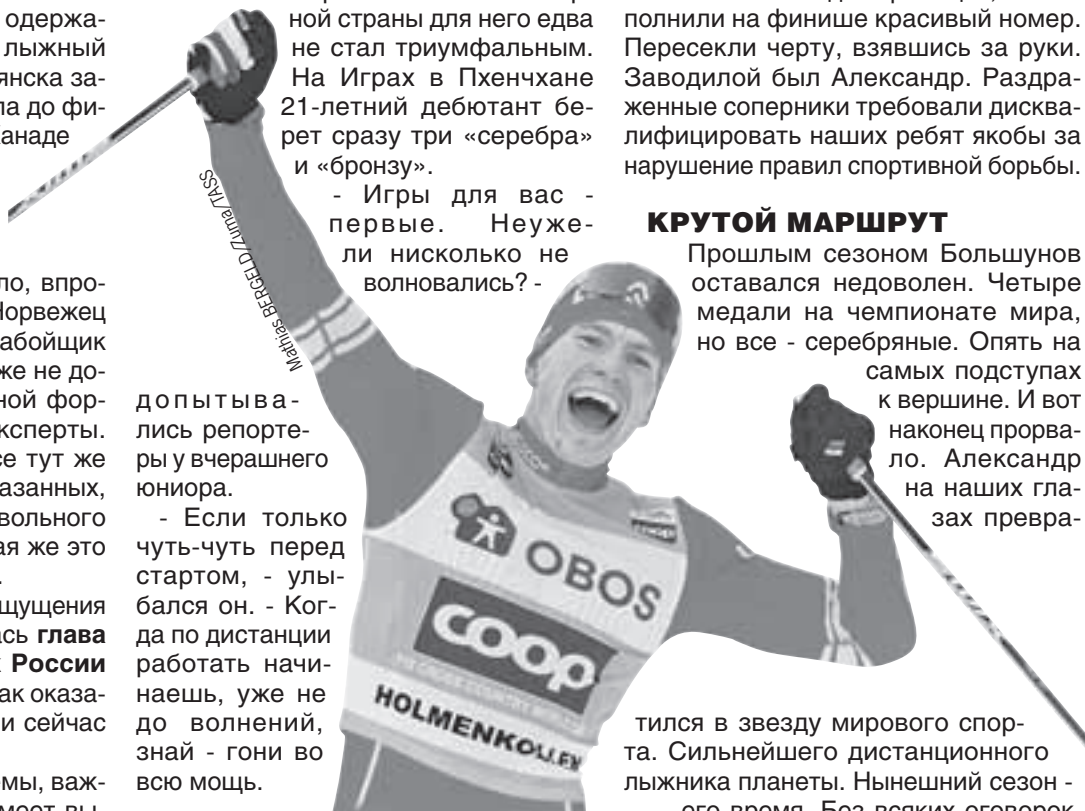 одержа-
лыжный
янска за-
ла до фи-
Канаде
ло, впро-
Норвежец
абойщик
же не до-
ной фор-
ксперты.
се тут же
азанных,
вольного
ая же это
щущения
ась глава
России
ак оказа-
и сейчас
мы, важ-
ной страны для него едва
не стал триумфальным.
На Играх в Пхенчхане
21-летний дебютант бе-
рет сразу три «серебра»
и «бронзу».
- Игры для вас -
первые. Неуже-
ли нисколько не
волновались? -
допытыва-
лись репорте-
ры у вчерашнего
юниора.
- Если только
чуть-чуть перед
стартом, - улы-
бался он. - Ког-
да по дистанции
работать начи-
наешь, уже не
до волнений,
знай - гони во
всю мощь.
Mathias BERGELD/Zuma/TASS
OBOS
coop
HOLMENKOLLEN
полнили на финише красивый номер.
Пересекли черту, взявшись за руки.
Заводилой был Александр. Раздра-
женные соперники требовали дисква-
лифицировать наших ребят якобы за
нарушение правил спортивной борьбы.
КРУТОЙ МАРШРУТ
Прошлым сезоном Большунов
оставался недоволен. Четыре
медали на чемпионате мира,
но все - серебряные. Опять на
самых подступах
к вершине. И вот
наконец прорва-
ло. Александр
на наших гла-
зах превра-
тился в звезду мирового спор-
та. Сильнейшего дистанционного
лыжника планеты. Нынешний сезон -
его время. Без всяких оговорок